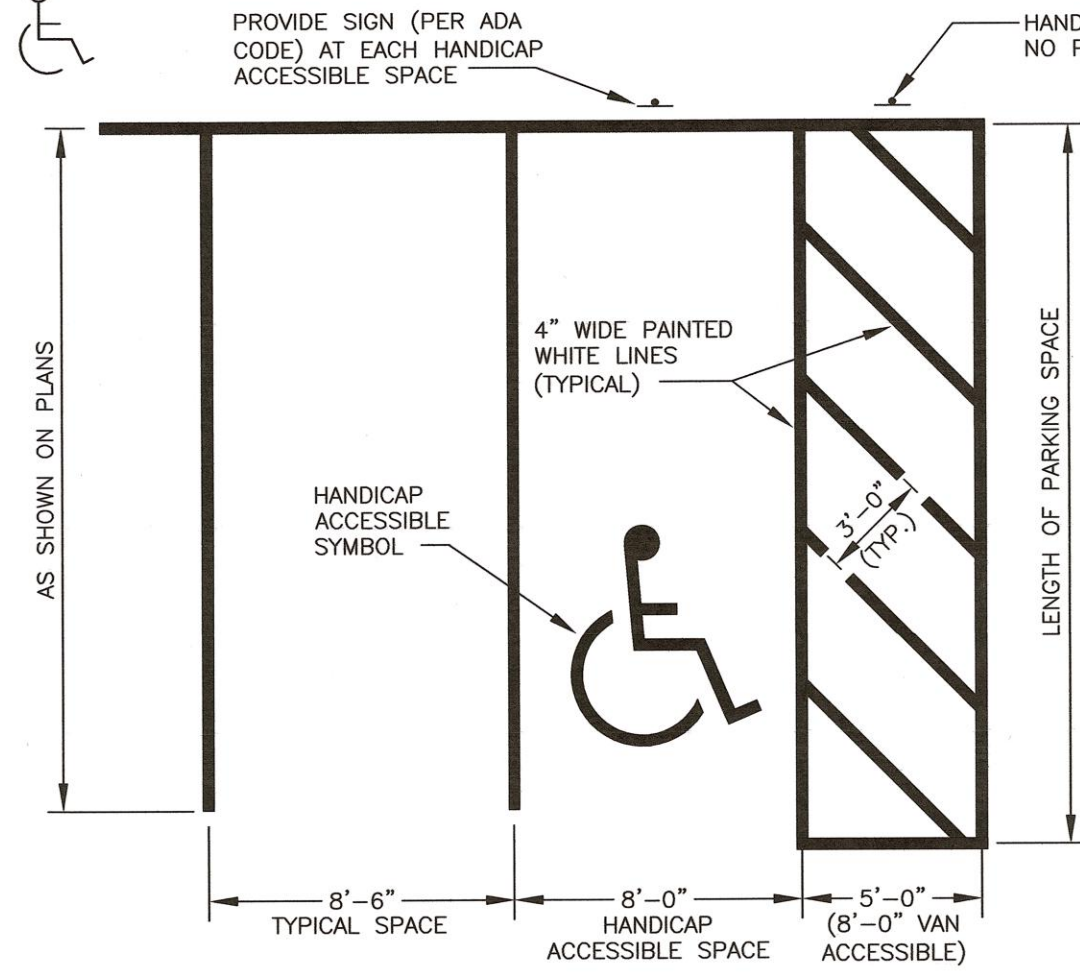 PROVIDE SIGN (PER ADA
CODE) AT EACH HANDICAP
ACCESSIBLE SPACE
NO
4” WIDE PAINTED
WHITE LINES
(TYPICAL)
HANDICAP
ACCESSIBLE
SYMBOL
AS SHOWN ON PLANS
3’-0”
(TYP.)
LENGTH OF PARKING SPACE
8’-6”
TYPICAL SPACE
8’-0”
HANDICAP
ACCESSIBLE SPACE
5’-0”
(8’-0” VAN
ACCESSIBLE)